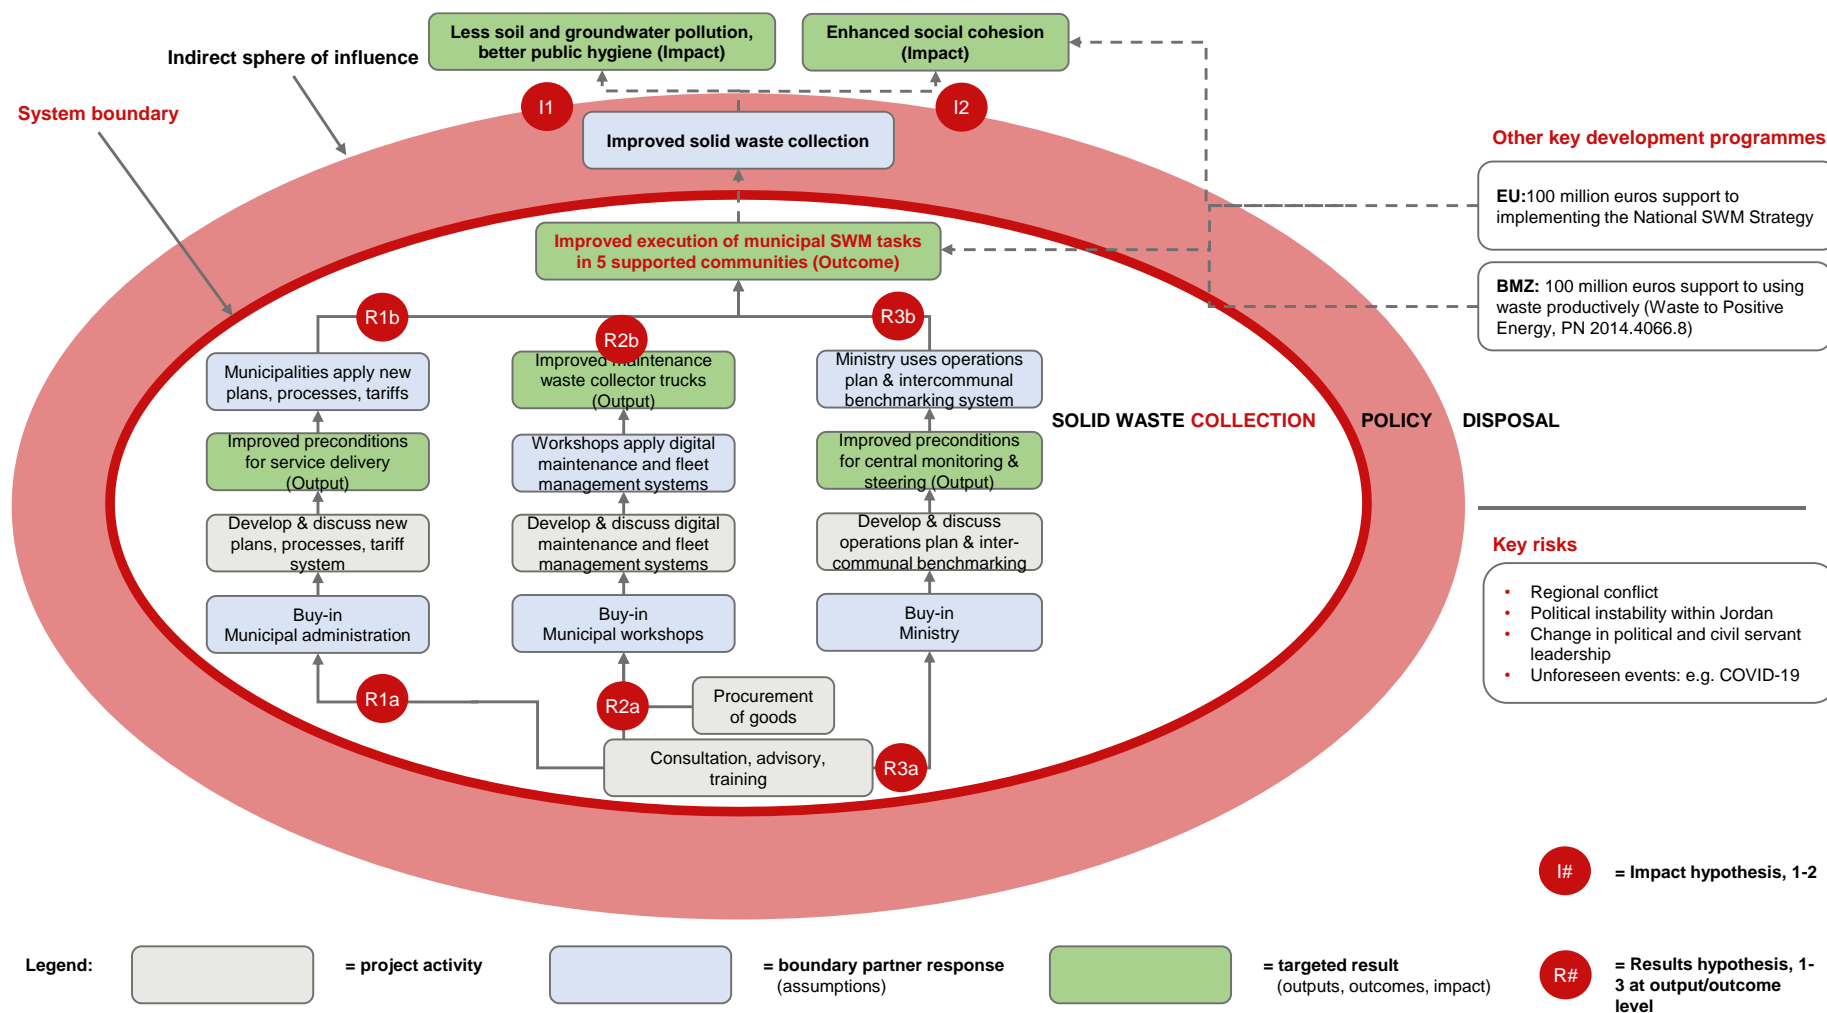 Less soil and groundwater pollution,
better public hygiene (Impact)
Enhanced social cohesion
(Impact)
Indirect sphere of influence
System boundary
I1
I2
Improved solid waste collection
Other key development programmes
EU:100 million euros support to
implementing the National SWM Strategy
Improved execution of municipal SWM tasks
in 5 supported communities (Outcome)
BMZ: 100 million euros support to using
waste productively (Waste to Positive
Energy, PN 2014.4066.8)
R1b
R2b
R3b
Municipalities apply new
plans, processes, tariffs
Improved maintenance
waste collector trucks
(Output)
Ministry uses operations
plan & intercommunal
benchmarking system
SOLID WASTE COLLECTION POLICY DISPOSAL
Improved preconditions
for service delivery
(Output)
Workshops apply digital
maintenance and fleet
management systems
Improved preconditions
for central monitoring &
steering (Output)
Develop & discuss new
plans, processes, tariff
system
Develop & discuss digital
maintenance and fleet
management systems
Develop & discuss
operations plan & inter-
communal benchmarking
Key risks
• Regional conflict
• Political instability within Jordan
• Change in political and civil servant
leadership
• Unforeseen events: e.g. COVID-19
Buy-in
Municipal administration
Buy-in
Municipal workshops
Buy-in
Ministry
R1a
R2a
Procurement
of goods
Consultation, advisory,
training
R3a
I#
= Impact hypothesis, 1-2
Legend:
= project activity
= boundary partner response
(assumptions)
= targeted result
(outputs, outcomes, impact)
R#
= Results hypothesis, 1-
3 at output/outcome
level